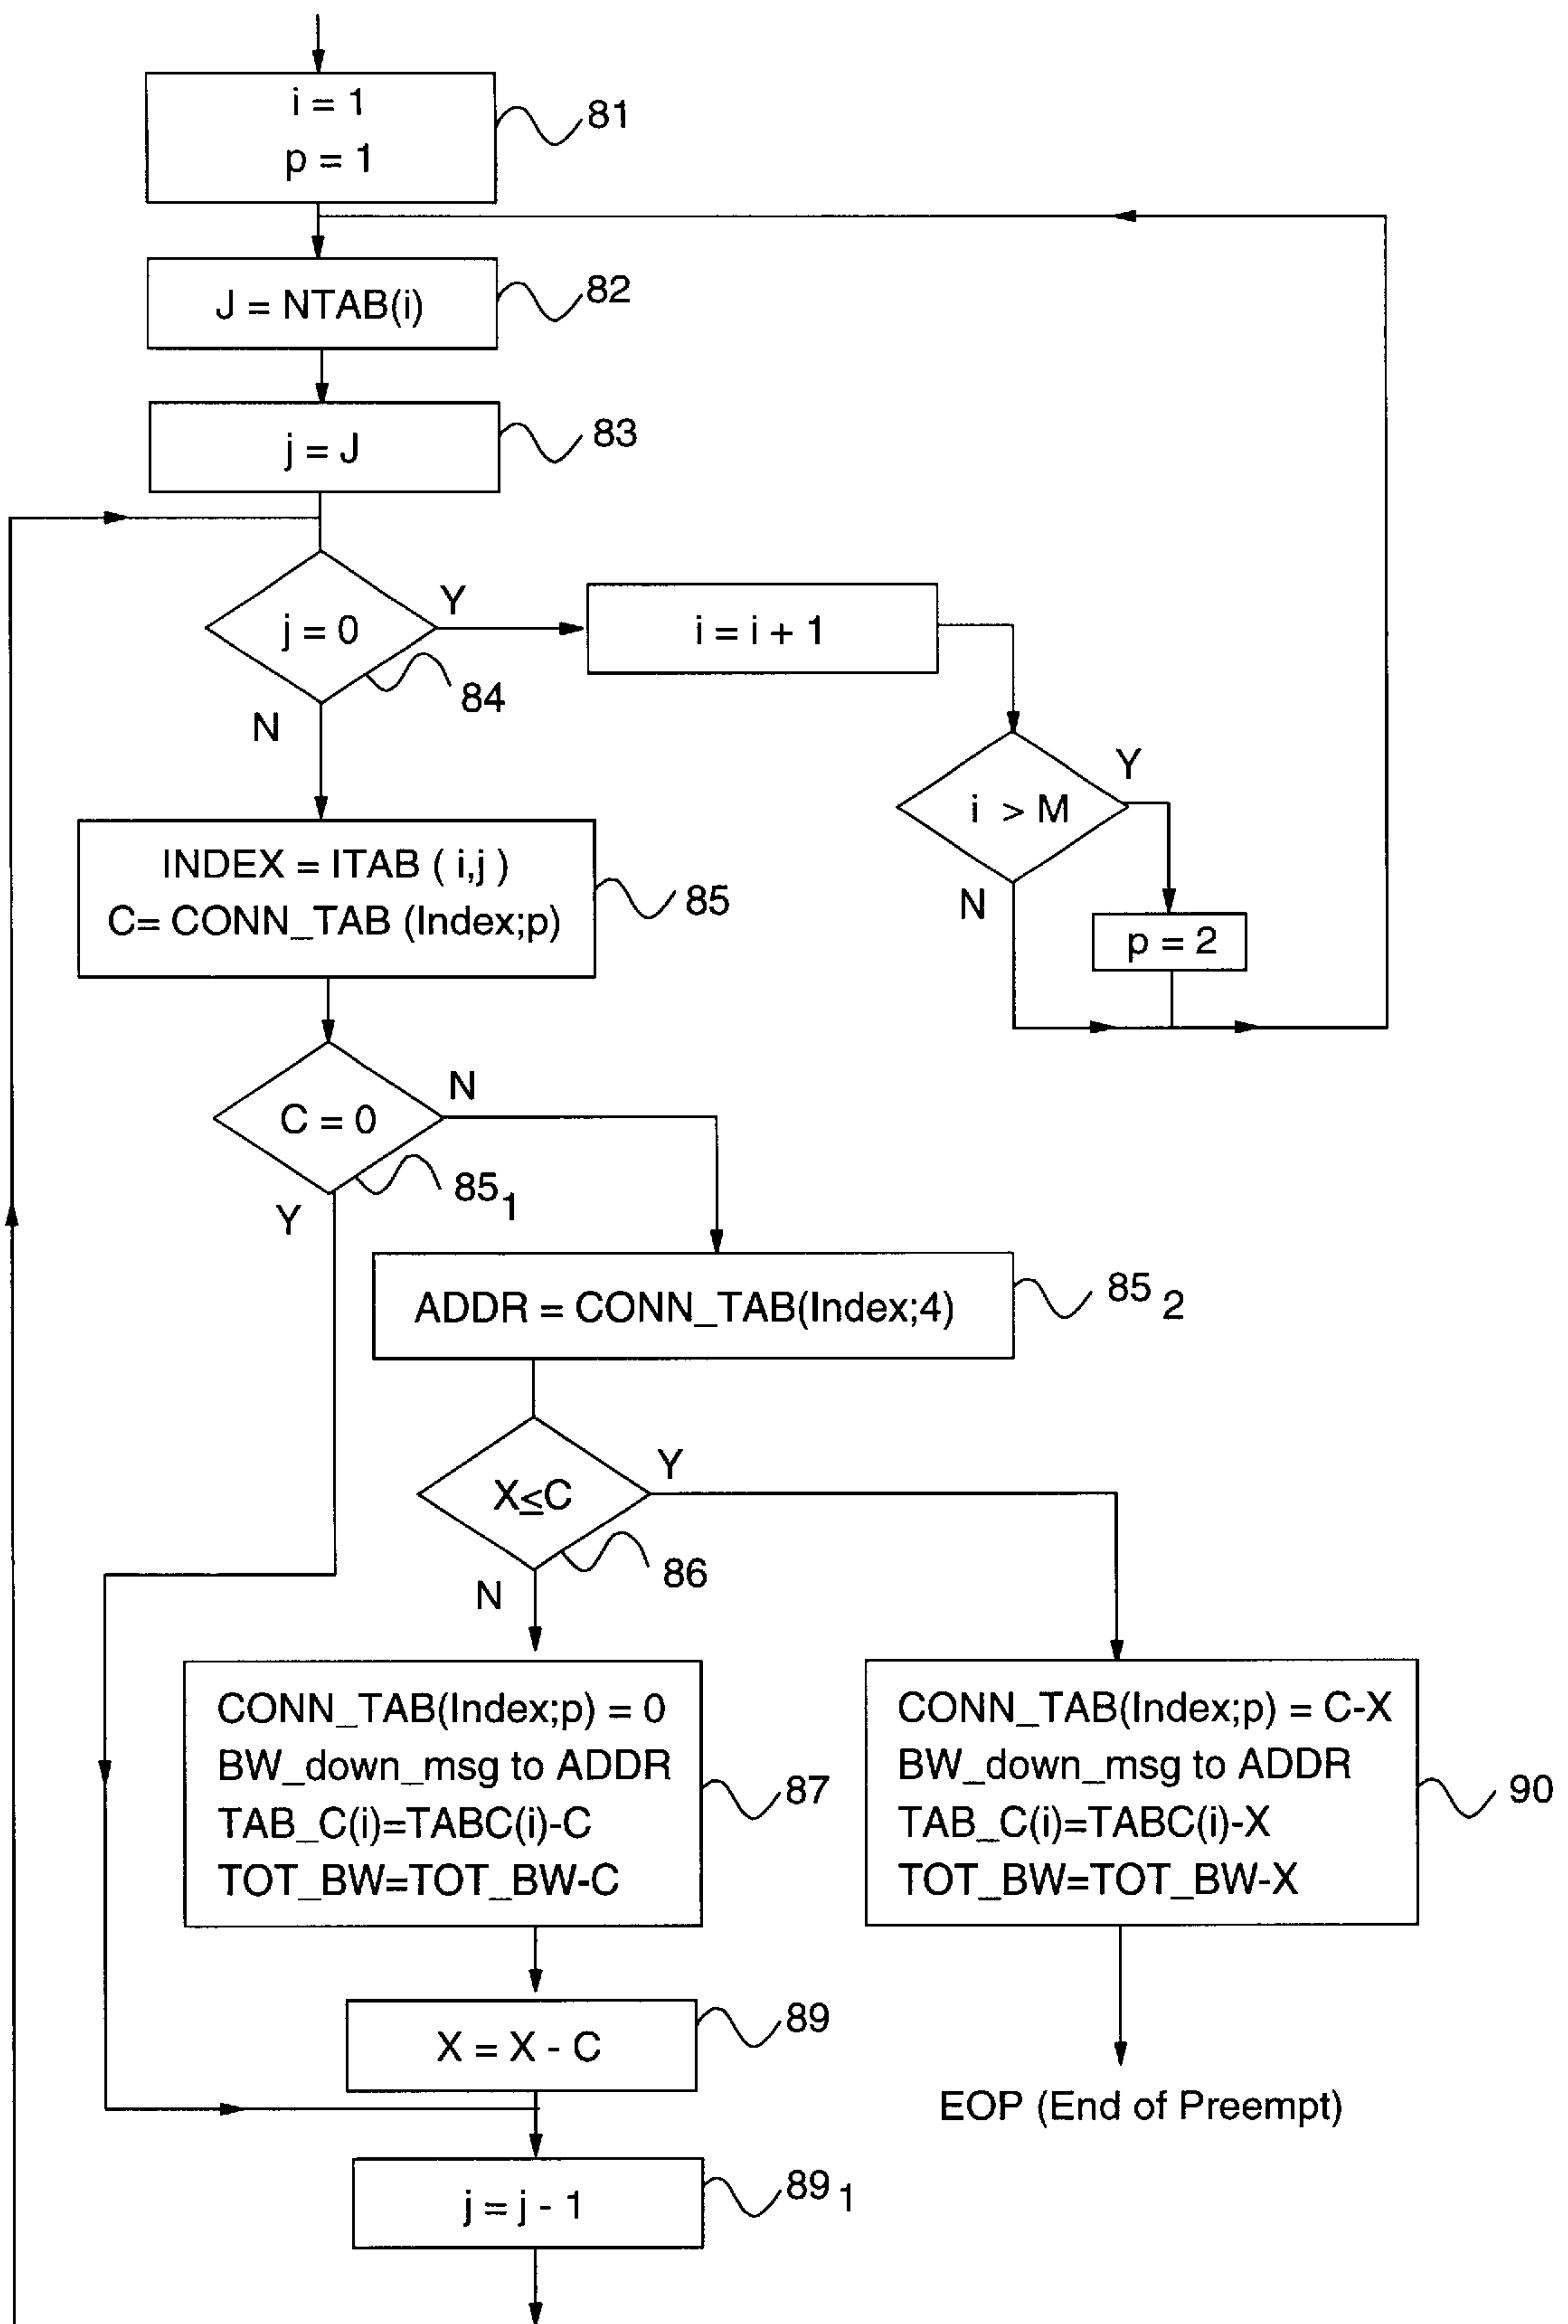 i = 1
p = 1
81
J = NTAB(i)
82
j = J
83
j = 0
Y
84
N
i = i + 1
i > M
Y
N
p = 2
INDEX = ITAB ( i,j )
C= CONN_TAB (Index;p)
85
C = 0
N
85 1
Y
ADDR = CONN_TAB(Index;4)
85 2
X≤C
Y
86
N
CONN_TAB(Index;p) = 0
BW_down_msg to ADDR
TAB_C(i)=TABC(i)-C
TOT_BW=TOT_BW-C
87
CONN_TAB(Index;p) = C-X
BW_down_msg to ADDR
TAB_C(i)=TABC(i)-X
TOT_BW=TOT_BW-X
90
X = X - C
89
EOP (End of Preempt)
j = j - 1
89 1